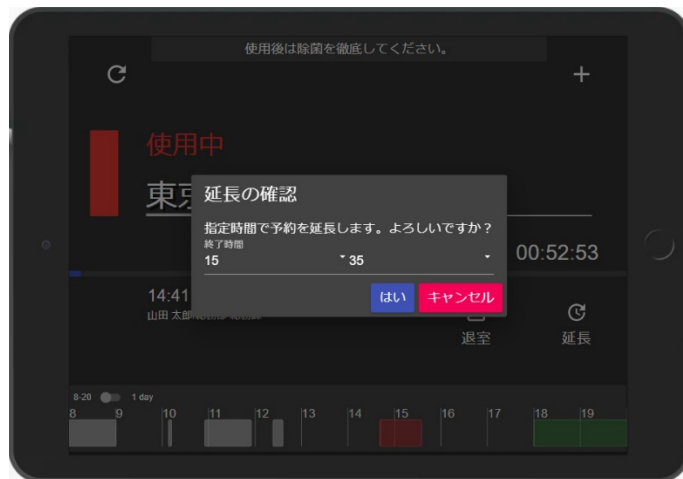 使用後は除菌を徹底してください。
使用中
東京
延長の確認
指定時間で予約を延長します。よろしいですか？
終了時間
15 35
00:52:53
はい キャンセル
14:41
山田 太郎
退室 延長
8-20 1 day
8 9 10 11 12 13 14 15 16 17 18 19